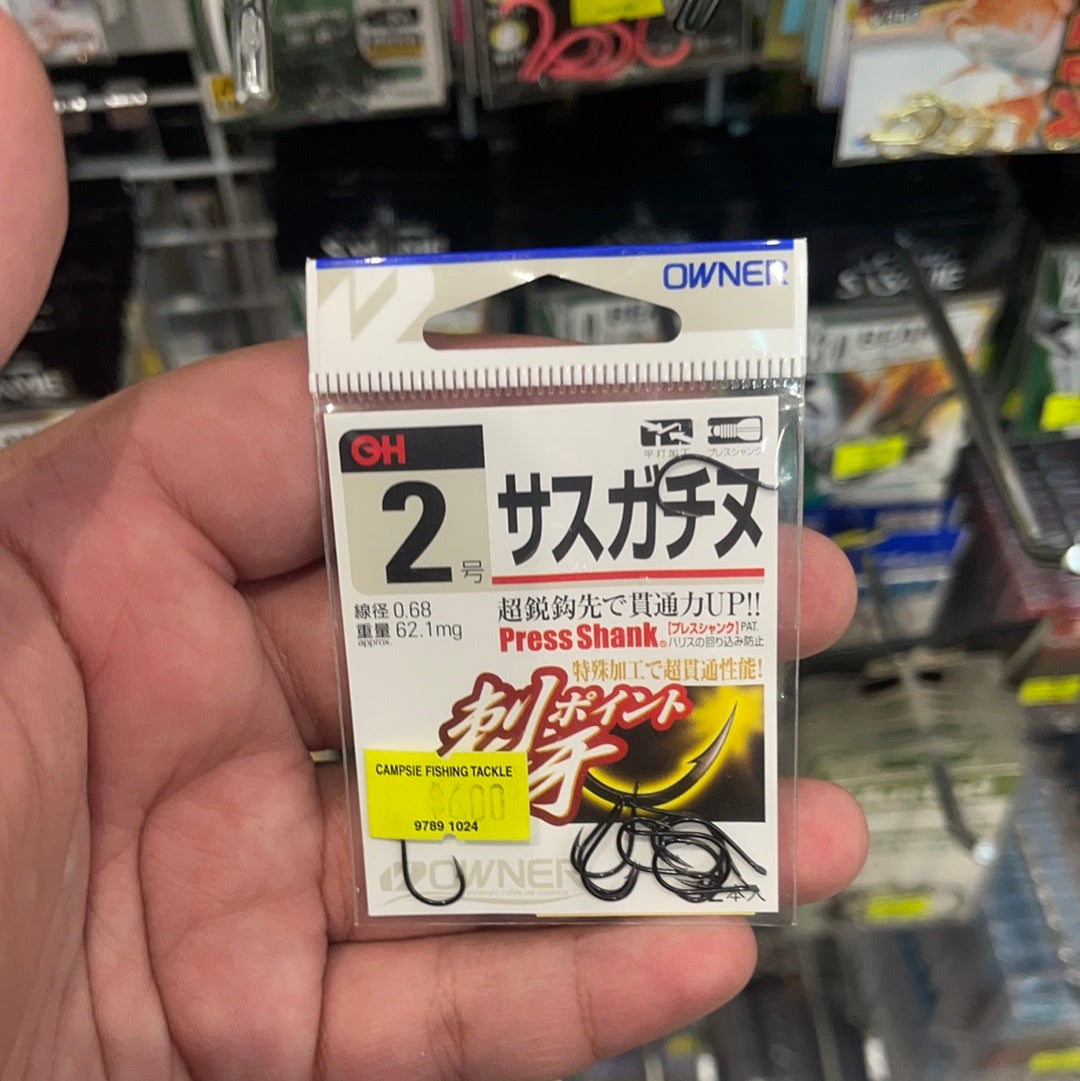 OWNER
OH
2号
平打加工
プレスシャンク
サスガチヌ
線径 0.68
重量 62.1mg
approx.
超鋭鈎先で貫通力UP!!
Press Shank® [プレスシャンク] PAT.
ハリスの回り込み防止
特殊加工で超貫通性能!
刺牙ポイント
CAMPSIE FISHING TACKLE
$6.00
9789 1024
OWNER
本入